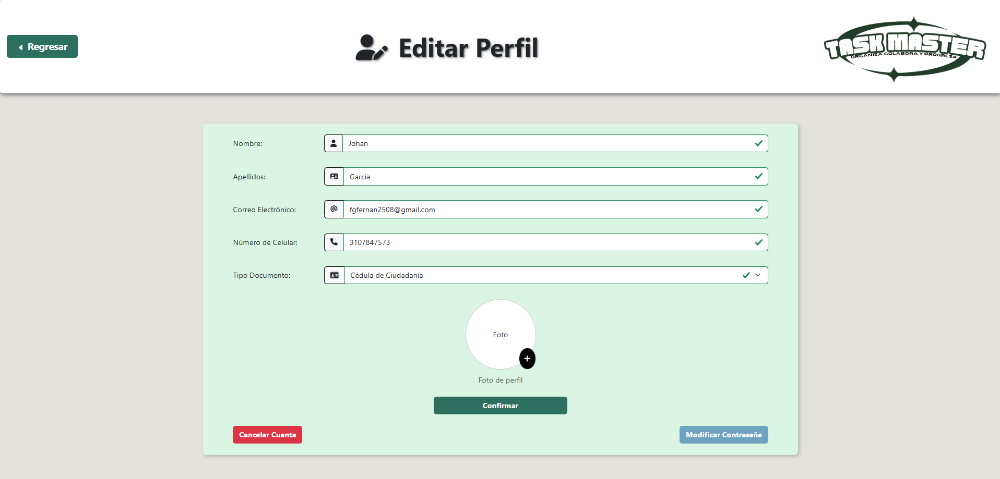 Regresar
Editar Perfil
TASK MASTER
ORGANIZA, COLABORA Y PROGRESA
Nombre:
Johan
Apellidos:
Garcia
Correo Electrónico:
fgfernan2508@gmail.com
Número de Celular:
3107847573
Tipo Documento:
Cédula de Ciudadanía
Foto
Foto de perfil
Confirmar
Cancelar Cuenta
Modificar Contraseña